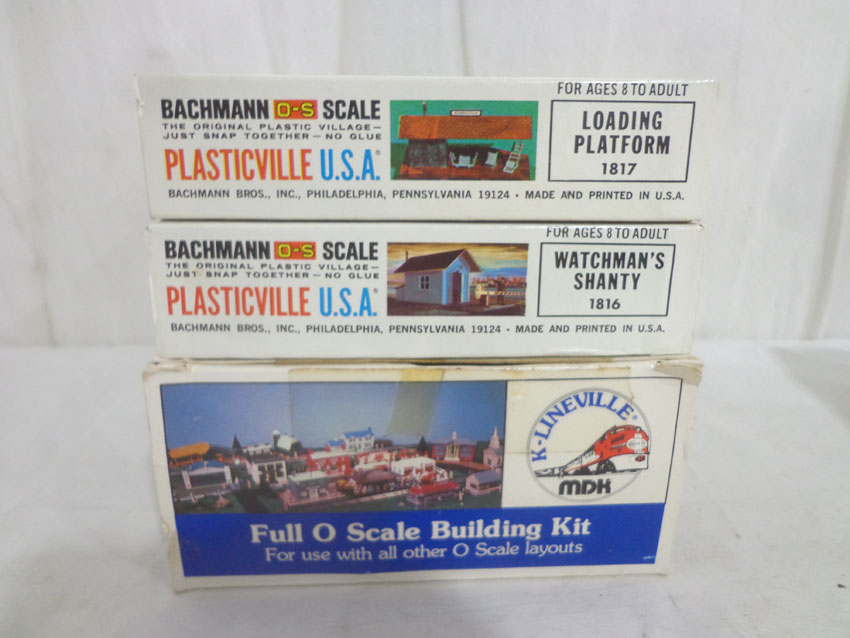 FOR AGES 8 TO ADULT
BACHMANN O-S SCALE
THE ORIGINAL PLASTIC VILLAGE—
JUST SNAP TOGETHER—NO GLUE
PLASTICVILLE U.S.A.®
LOADING
PLATFORM
1817
BACHMANN BROS., INC., PHILADELPHIA, PENNSYLVANIA 19124 • MADE AND PRINTED IN U.S.A.
FOR AGES 8 TO ADULT
BACHMANN O-S SCALE
THE ORIGINAL PLASTIC VILLAGE—
JUST SNAP TOGETHER—NO GLUE
PLASTICVILLE U.S.A.®
WATCHMAN'S
SHANTY
1816
BACHMANN BROS., INC., PHILADELPHIA, PENNSYLVANIA 19124 • MADE AND PRINTED IN U.S.A.
K-LINEVILLE®
MDK
Full O Scale Building Kit
For use with all other O Scale layouts